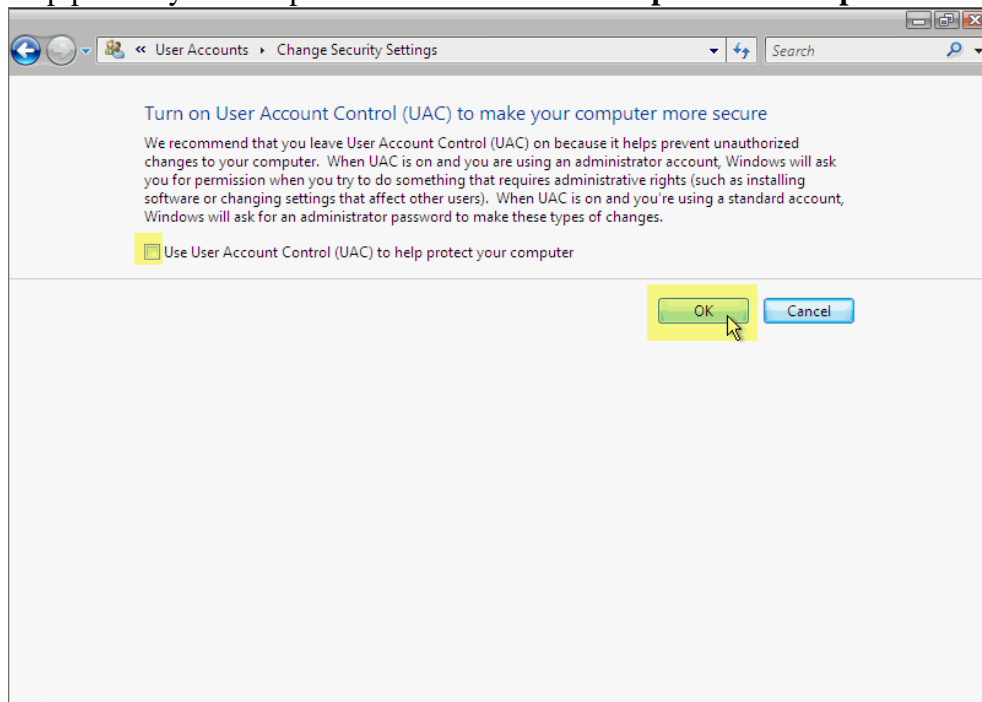 « User Accounts ▸ Change Security Settings
Search
Turn on User Account Control (UAC) to make your computer more secure
We recommend that you leave User Account Control (UAC) on because it helps prevent unauthorized
changes to your computer. When UAC is on and you are using an administrator account, Windows will ask
you for permission when you try to do something that requires administrative rights (such as installing
software or changing settings that affect other users). When UAC is on and you're using a standard account,
Windows will ask for an administrator password to make these types of changes.
Use User Account Control (UAC) to help protect your computer
OK
Cancel